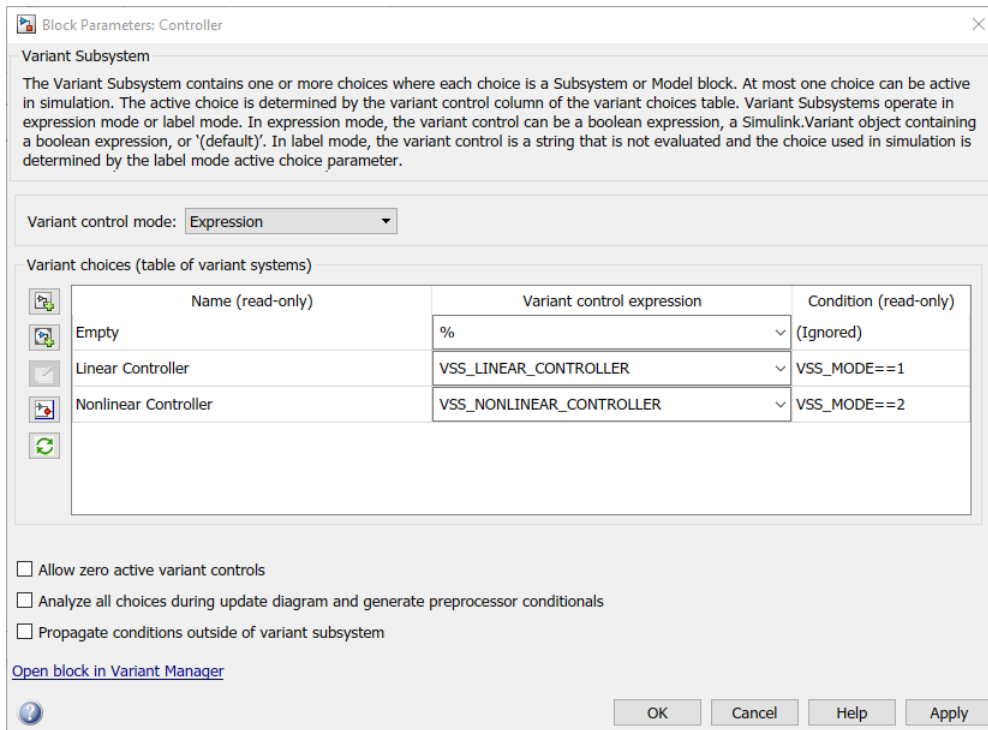 Block Parameters: Controller
Variant Subsystem
The Variant Subsystem contains one or more choices where each choice is a Subsystem or Model block. At most one choice can be active
in simulation. The active choice is determined by the variant control column of the variant choices table. Variant Subsystems operate in
expression mode or label mode. In expression mode, the variant control can be a boolean expression, a Simulink.Variant object containing
a boolean expression, or '(default)'. In label mode, the variant control is a string that is not evaluated and the choice used in simulation is
determined by the label mode active choice parameter.
Variant control mode: Expression
Variant choices (table of variant systems)
Name (read-only) Variant control expression Condition (read-only)
Empty % (Ignored)
Linear Controller VSS_LINEAR_CONTROLLER VSS_MODE==1
Nonlinear Controller VSS_NONLINEAR_CONTROLLER VSS_MODE==2
Allow zero active variant controls
Analyze all choices during update diagram and generate preprocessor conditionals
Propagate conditions outside of variant subsystem
Open block in Variant Manager
? OK Cancel Help Apply